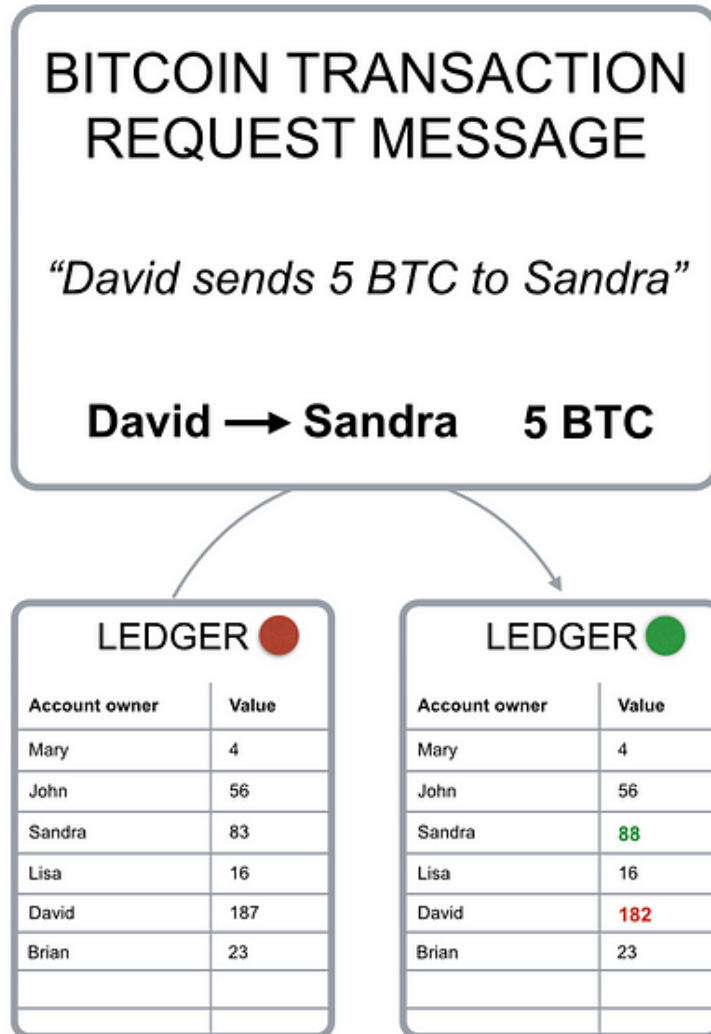 BITCOIN TRANSACTION
REQUEST MESSAGE
“David sends 5 BTC to Sandra”
David → Sandra 5 BTC
LEDGER
Account owner Value
Mary 4
John 56
Sandra 83
Lisa 16
David 187
Brian 23
LEDGER
Account owner Value
Mary 4
John 56
Sandra 88
Lisa 16
David 182
Brian 23